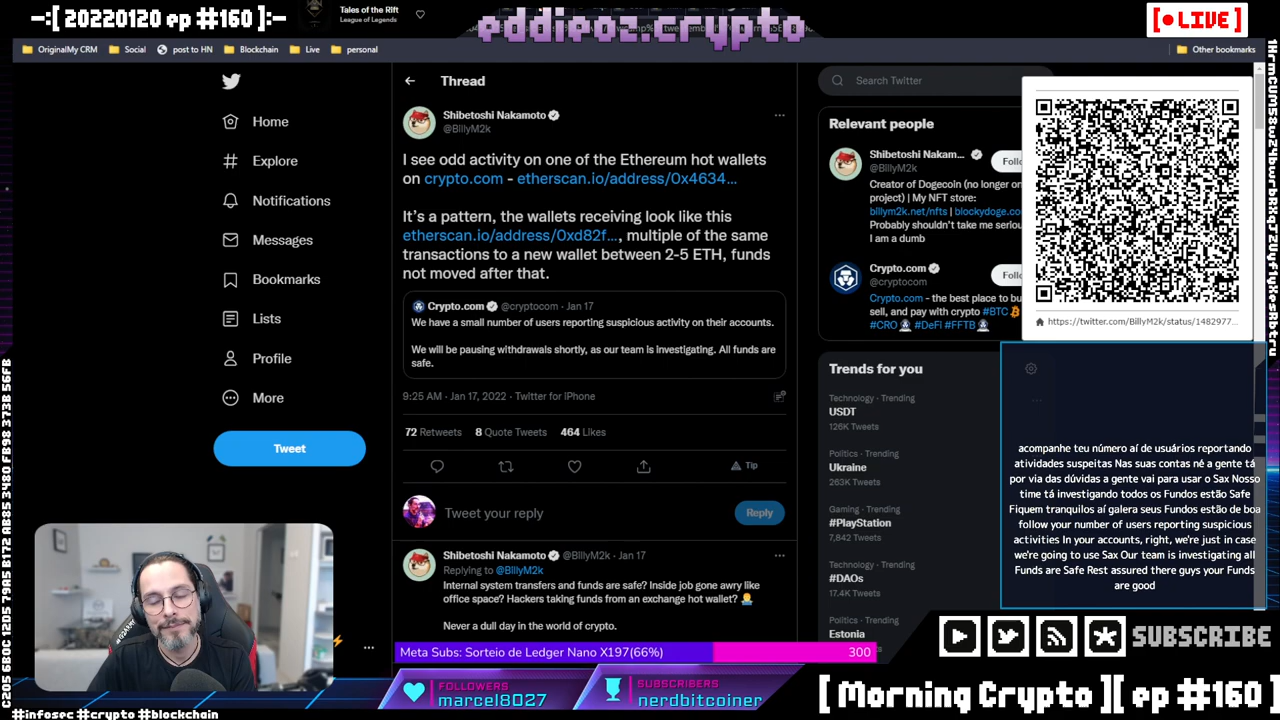 -:[ 20220120 ep #160 ]:-
Tales of the Rift
League of Legends
eddieoz.crypto
[ ● LIVE ]
OriginalMy CRM
Social
post to HN
Blockchain
Live
personal
Other bookmarks
Home
Explore
Notifications
Messages
Bookmarks
Lists
Profile
More
Tweet
Thread
Shibetoshi Nakamoto
@BillyM2k
I see odd activity on one of the Ethereum hot wallets
on crypto.com - etherscan.io/address/0x4634…
It’s a pattern, the wallets receiving look like this
etherscan.io/address/0xd82f…, multiple of the same
transactions to a new wallet between 2-5 ETH, funds
not moved after that.
Crypto.com @cryptocom · Jan 17
We have a small number of users reporting suspicious activity on their accounts.
We will be pausing withdrawals shortly, as our team is investigating. All funds are
safe.
9:25 AM · Jan 17, 2022 · Twitter for iPhone
72 Retweets 8 Quote Tweets 464 Likes
Tip
Tweet your reply
Reply
Shibetoshi Nakamoto @BillyM2k · Jan 17
Replying to @BillyM2k
Internal system transfers and funds are safe? Inside job gone awry like
office space? Hackers taking funds from an exchange hot wallet?
Never a dull day in the world of crypto.
Search Twitter
Relevant people
Shibetoshi Nakam...
@BillyM2k
Follo
Creator of Dogecoin (no longer on
project) | My NFT store:
billym2k.net/nfts | blockydoge.co
Probably shouldn't take me seriou
I am a dumb
Crypto.com
@cryptocom
Follo
Crypto.com - the best place to bu
sell, and pay with crypto #BTC
#CRO #DeFi #FFTB
Trends for you
Technology · Trending
USDT
126K Tweets
Politics · Trending
Ukraine
263K Tweets
Gaming · Trending
#PlayStation
7,842 Tweets
Technology · Trending
#DAOs
17.4K Tweets
Politics · Trending
Estonia
https://twitter.com/BillyM2k/status/1482977...
acompanhe teu número aí de usuários reportando
atividades suspeitas Nas suas contas né a gente tá
por via das dúvidas a gente vai para usar o Sax Nosso
time tá investigando todos os Fundos estão Safe
Fiquem tranquilos aí galera seus Fundos estão de boa
follow your number of users reporting suspicious
activities In your accounts, right, we're just in case
we're going to use Sax Our team is investigating all
Funds are Safe Rest assured there guys your Funds
are good
SUBSCRIBE
Meta Subs: Sorteio de Ledger Nano X197(66%)
300
FOLLOWERS
marcel8027
SUBSCRIBERS
nerdbitcoiner
[ Morning Crypto ][ ep #160 ]
#infosec #crypto #blockchain